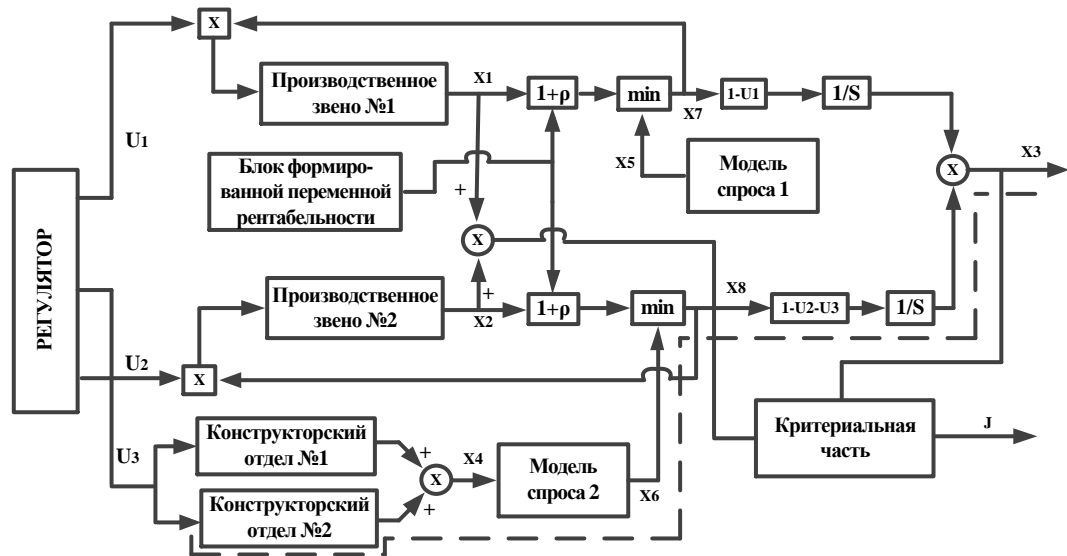 X
Производственное
звено №1
X1
1+ρ
min
X7
1-U1
1/S
U1
Блок формиро-
ванной переменной
рентабельности
+
X5
Модель
спроса 1
X
X3
РЕГУЛЯТОР
X
Производственное
звено №2
+
X2
1+ρ
min
X8
1-U2-U3
1/S
U2
X
U3
Конструкторский
отдел №1
+
X
X4
Модель
спроса 2
X6
Критериальная
часть
J
Конструкторский
отдел №2
+